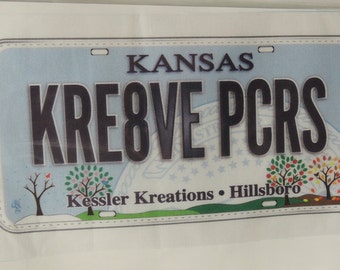 KANSAS
KRE8VE PCRS
Kessler Kreations • Hillsboro